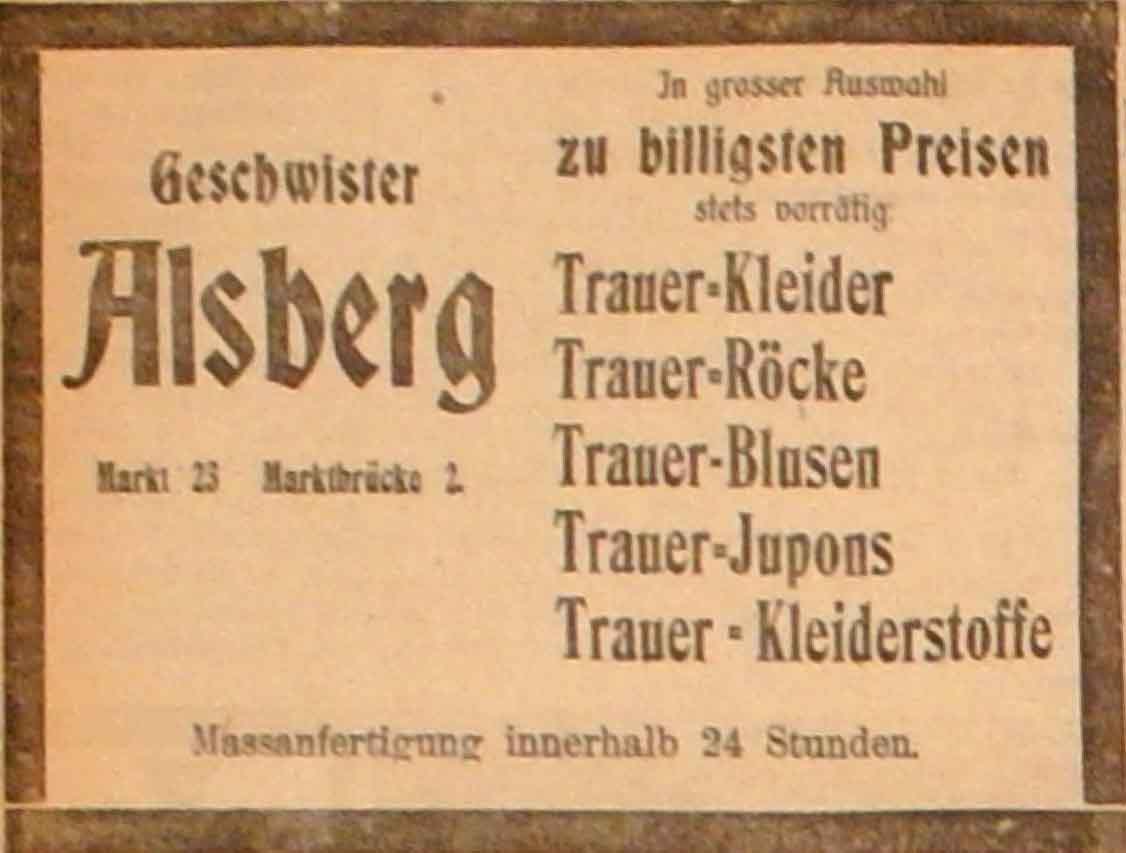 Geschwister
Alsberg
Markt 23 Marktbrücke 2.
In grosser Auswahl
zu billigsten Preisen
stets vorrätig
Trauer-Kleider
Trauer-Röcke
Trauer-Blusen
Trauer-Jupons
Trauer-Kleiderstoffe
Massanfertigung innerhalb 24 Stunden.